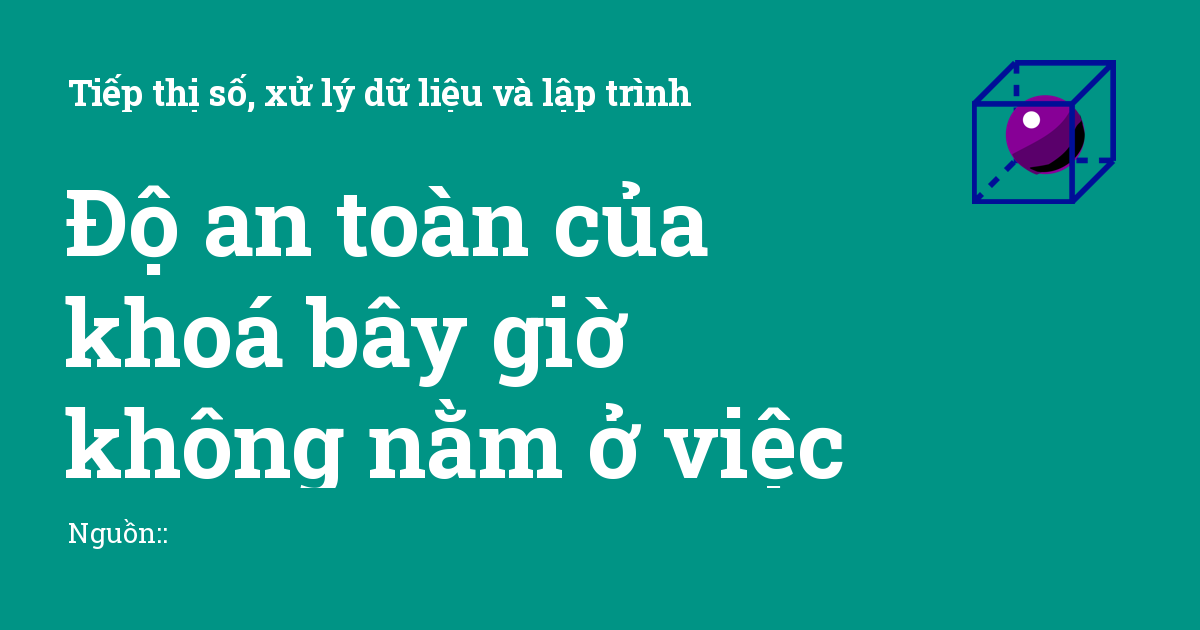 Tiếp thị số, xử lý dữ liệu và lập trình
Độ an toàn của
khoá bây giờ
không nằm ở việc
Nguồn::